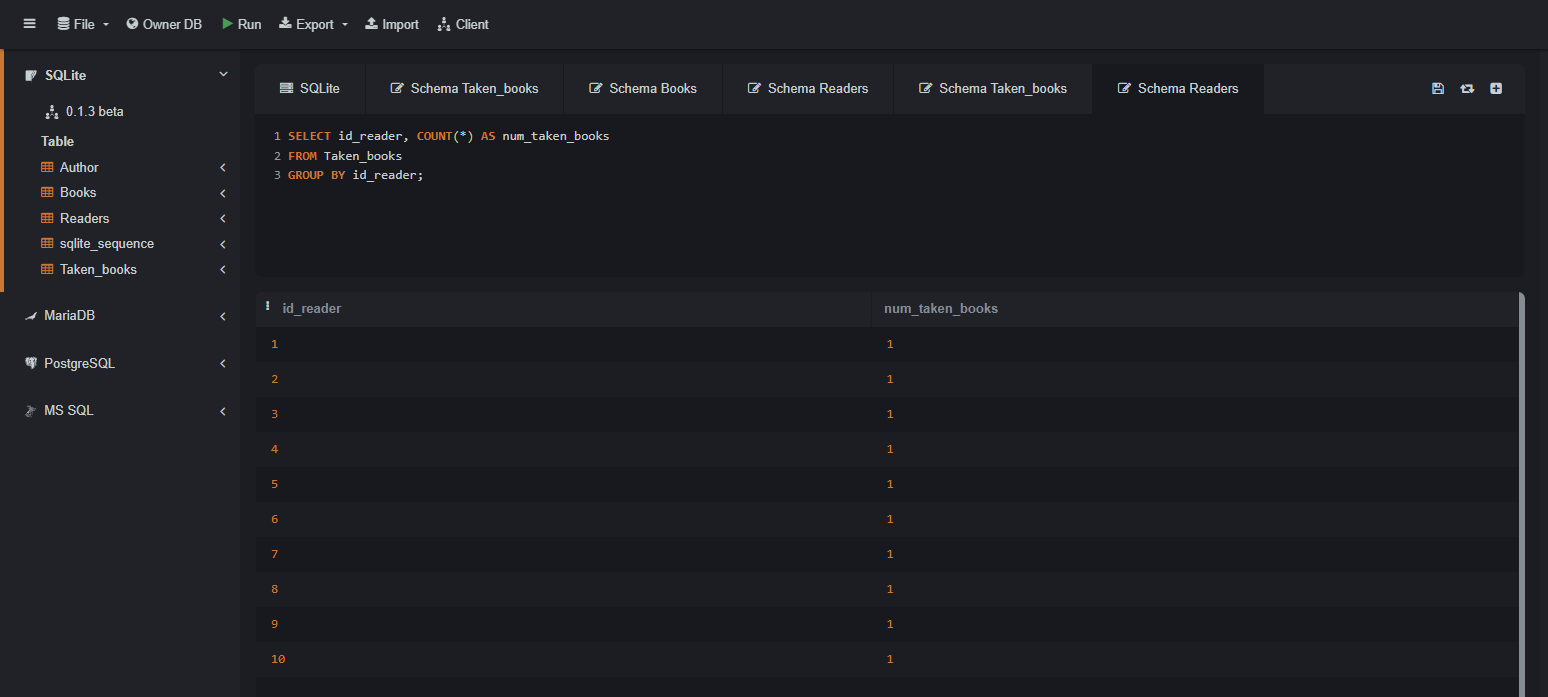 File Owner DB Run Export Import Client
SQLite
0.1.3 beta
Table
Author
Books
Readers
sqlite_sequence
Taken_books
MariaDB
PostgreSQL
MS SQL
SQLite Schema Taken_books Schema Books Schema Readers Schema Taken_books Schema Readers
1 SELECT id_reader, COUNT(*) AS num_taken_books
2 FROM Taken_books
3 GROUP BY id_reader;
id_reader num_taken_books
1 1
2 1
3 1
4 1
5 1
6 1
7 1
8 1
9 1
10 1